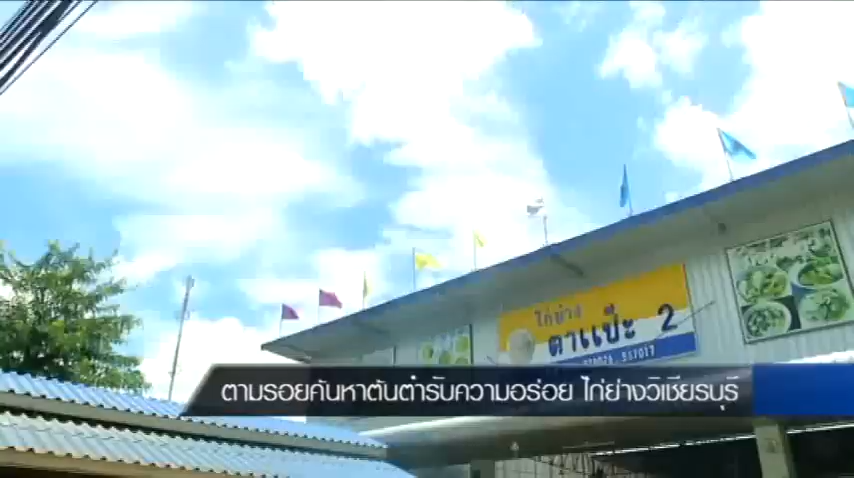 ไก่ย่าง
ตาแป๊ะ 2
ตามรอยค้นหาต้นตำรับความอร่อย ไก่ย่างวิเชียรบุรี